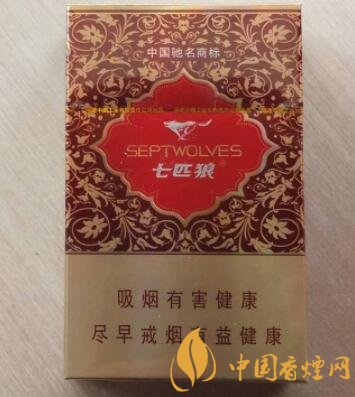 中国驰名商标
SEPTWOLVES
七匹狼
吸烟有害健康
尽早戒烟有益健康
中国香烟网